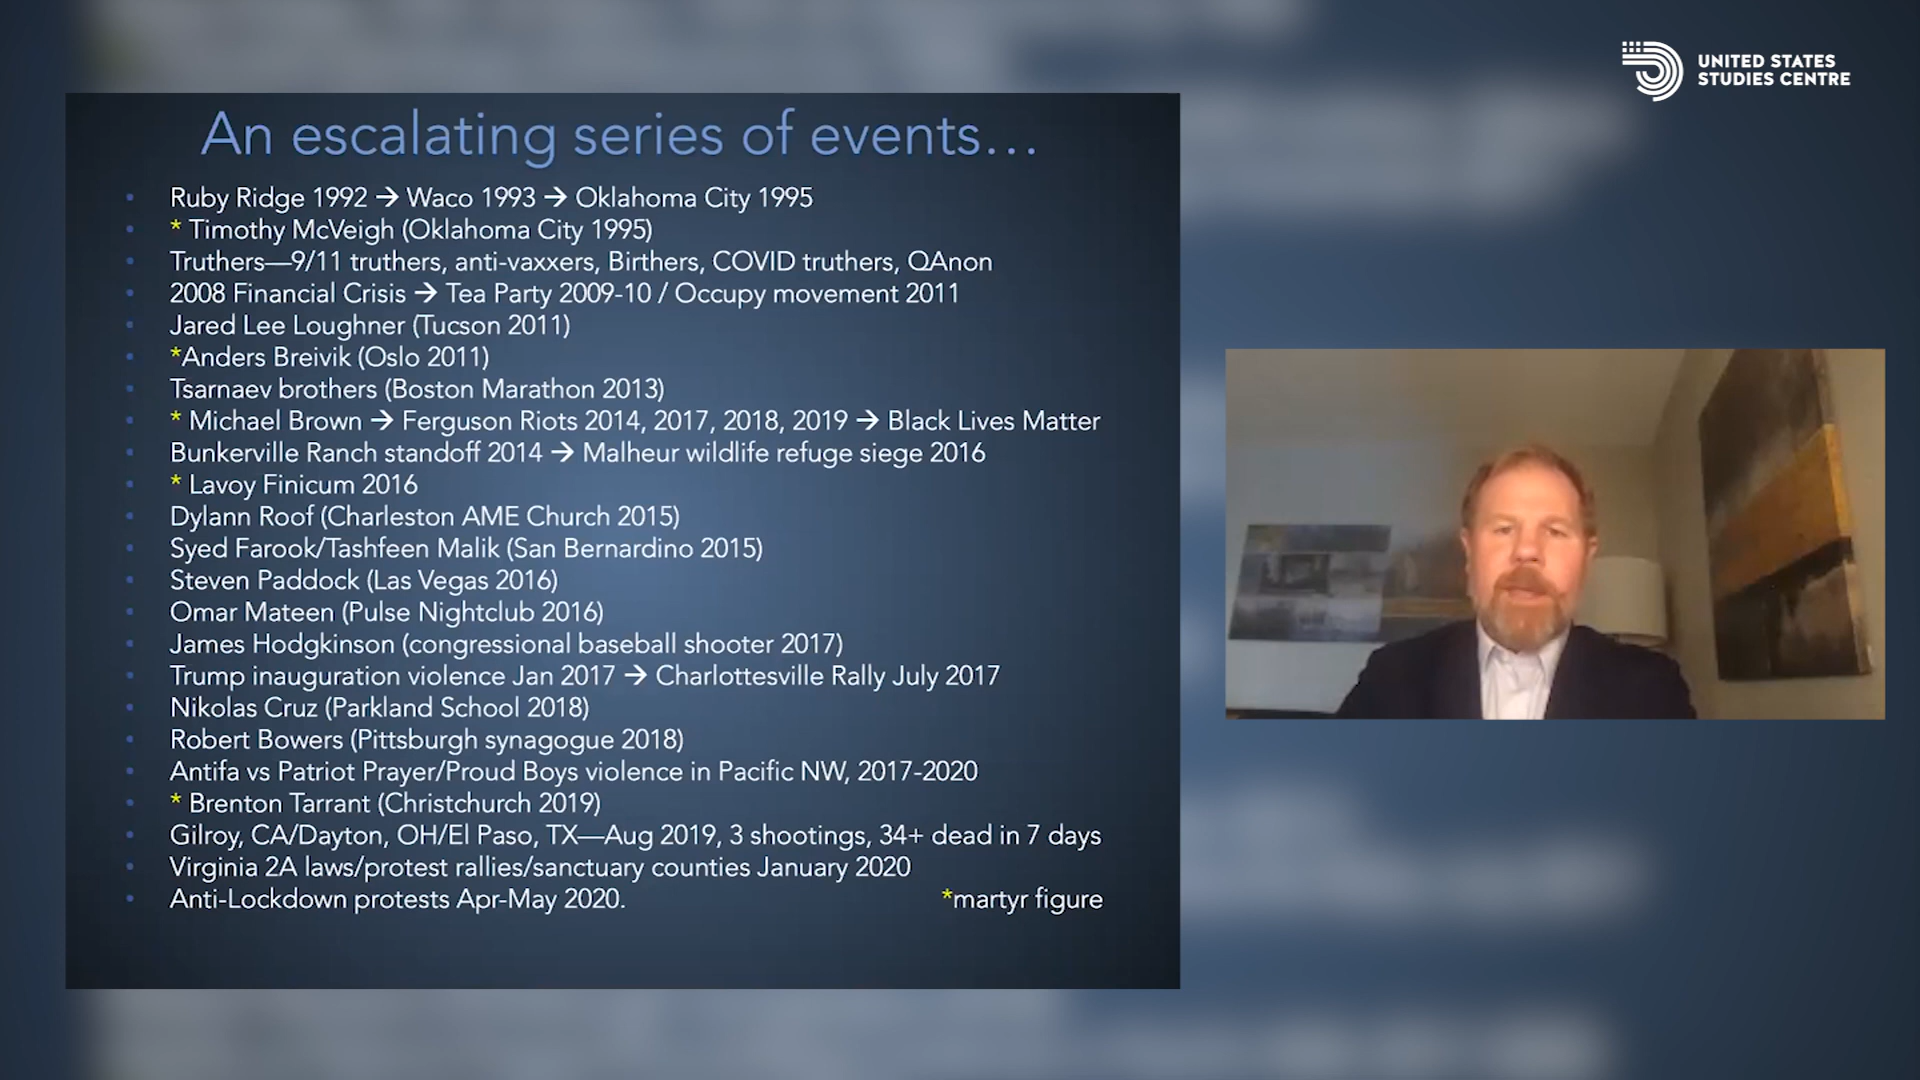 UNITED STATES
STUDIES CENTRE
An escalating series of events…
• Ruby Ridge 1992 → Waco 1993 → Oklahoma City 1995
• * Timothy McVeigh (Oklahoma City 1995)
• Truthers—9/11 truthers, anti-vaxxers, Birthers, COVID truthers, QAnon
• 2008 Financial Crisis → Tea Party 2009-10 / Occupy movement 2011
• Jared Lee Loughner (Tucson 2011)
• *Anders Breivik (Oslo 2011)
• Tsarnaev brothers (Boston Marathon 2013)
• * Michael Brown → Ferguson Riots 2014, 2017, 2018, 2019 → Black Lives Matter
• Bunkerville Ranch standoff 2014 → Malheur wildlife refuge siege 2016
• * Lavoy Finicum 2016
• Dylann Roof (Charleston AME Church 2015)
• Syed Farook/Tashfeen Malik (San Bernardino 2015)
• Steven Paddock (Las Vegas 2016)
• Omar Mateen (Pulse Nightclub 2016)
• James Hodgkinson (congressional baseball shooter 2017)
• Trump inauguration violence Jan 2017 → Charlottesville Rally July 2017
• Nikolas Cruz (Parkland School 2018)
• Robert Bowers (Pittsburgh synagogue 2018)
• Antifa vs Patriot Prayer/Proud Boys violence in Pacific NW, 2017-2020
• * Brenton Tarrant (Christchurch 2019)
• Gilroy, CA/Dayton, OH/El Paso, TX—Aug 2019, 3 shootings, 34+ dead in 7 days
• Virginia 2A laws/protest rallies/sanctuary counties January 2020
• Anti-Lockdown protests Apr-May 2020. *martyr figure